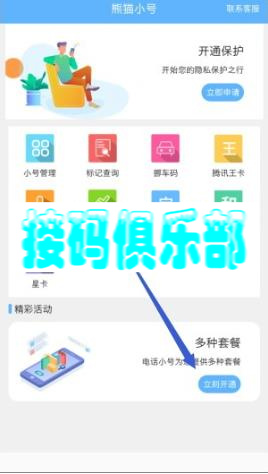 熊猫小号
联系客服
开通保护
开始您的隐私保护之行
立即申请
小号管理
标记查询
挪车码
腾讯王卡
接码俱乐部
星卡
精彩活动
多种套餐
电话小号为您提供多种套餐
立刻开通